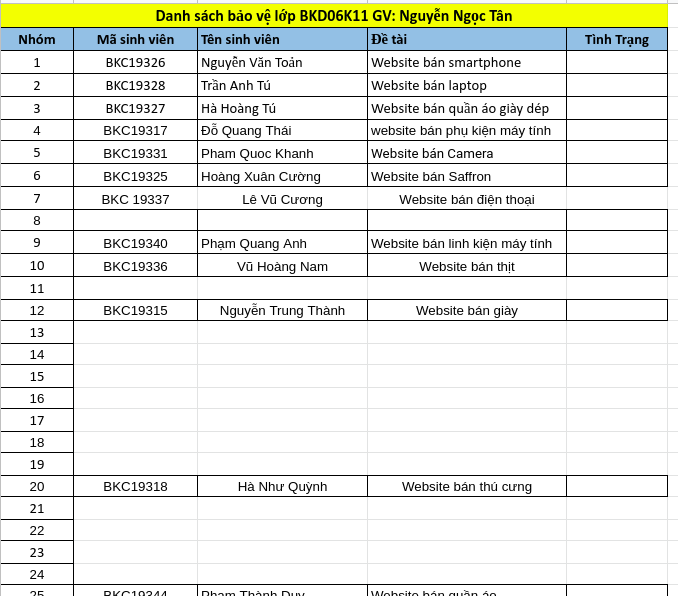 Danh sách bảo vệ lớp BKD06K11 GV: Nguyễn Ngọc Tân
Nhóm Mã sinh viên Tên sinh viên Đề tài Tình Trạng
1 BKC19326 Nguyễn Văn Toản Website bán smartphone
2 BKC19328 Trần Anh Tú Website bán laptop
3 BKC19327 Hà Hoàng Tú Website bán quần áo giày dép
4 BKC19317 Đỗ Quang Thái website bán phụ kiện máy tính
5 BKC19331 Pham Quoc Khanh Website bán Camera
6 BKC19325 Hoàng Xuân Cường Website bán Saffron
7 BKC 19337 Lê Vũ Cương Website bán điện thoại
8
9 BKC19340 Phạm Quang Anh Website bán linh kiện máy tính
10 BKC19336 Vũ Hoàng Nam Website bán thịt
11
12 BKC19315 Nguyễn Trung Thành Website bán giày
13
14
15
16
17
18
19
20 BKC19318 Hà Như Quỳnh Website bán thú cưng
21
22
23
24
25 BKC19344 Phạm Thành Duy Website bán quần áo